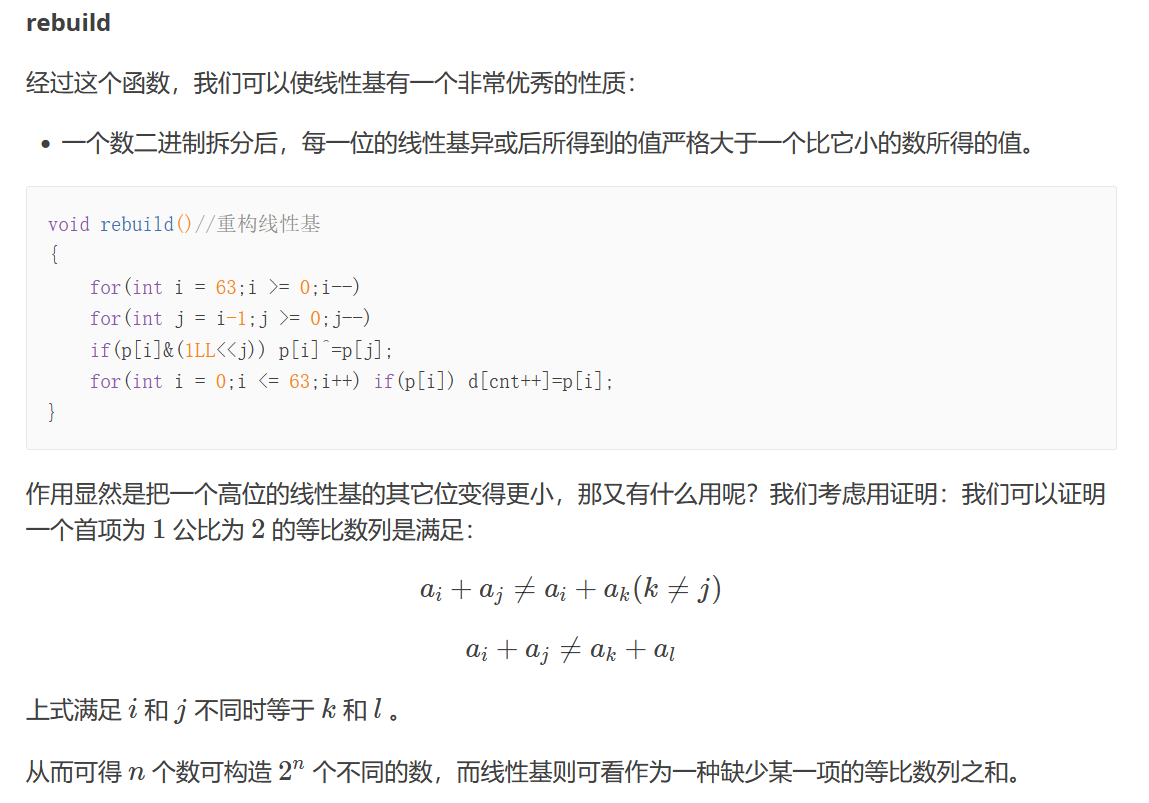 rebuild
经过这个函数，我们可以使线性基有一个非常优秀的性质：
• 一个数二进制拆分后，每一位的线性基异或后所得到的值严格大于一个比它小的数所得的值。
void rebuild()//重构线性基
{
    for(int i = 63;i >= 0;i--)
    for(int j = i-1;j >= 0;j--)
    if(p[i]&(1LL<<j)) p[i]^=p[j];
    for(int i = 0;i <= 63;i++) if(p[i]) d[cnt++]=p[i];
}
作用显然是把一个高位的线性基的其它位变得更小，那又有什么用呢？我们考虑用证明：我们可以证明
一个首项为 1 公比为 2 的等比数列是满足：
a_i + a_j ≠ a_i + a_k(k ≠ j)
a_i + a_j ≠ a_k + a_l
上式满足 i 和 j 不同时等于 k 和 l 。
从而可得 n 个数可构造 2^n 个不同的数，而线性基则可看作为一种缺少某一项的等比数列之和。